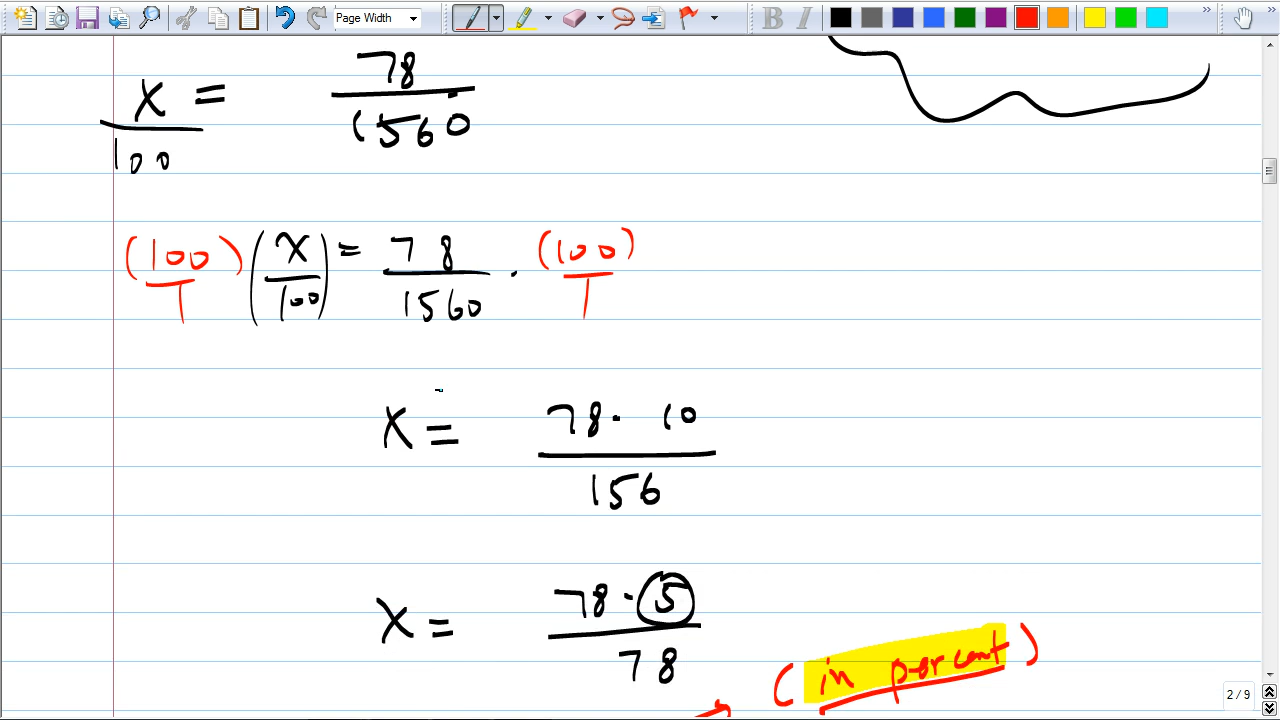 Page Width
B I
x/100 = 78/1560
(100)/1 (x/100) = 78/1560 · (100)/1
x = 78· 10/156
x = 78·5/78
(in percent)
2 / 9